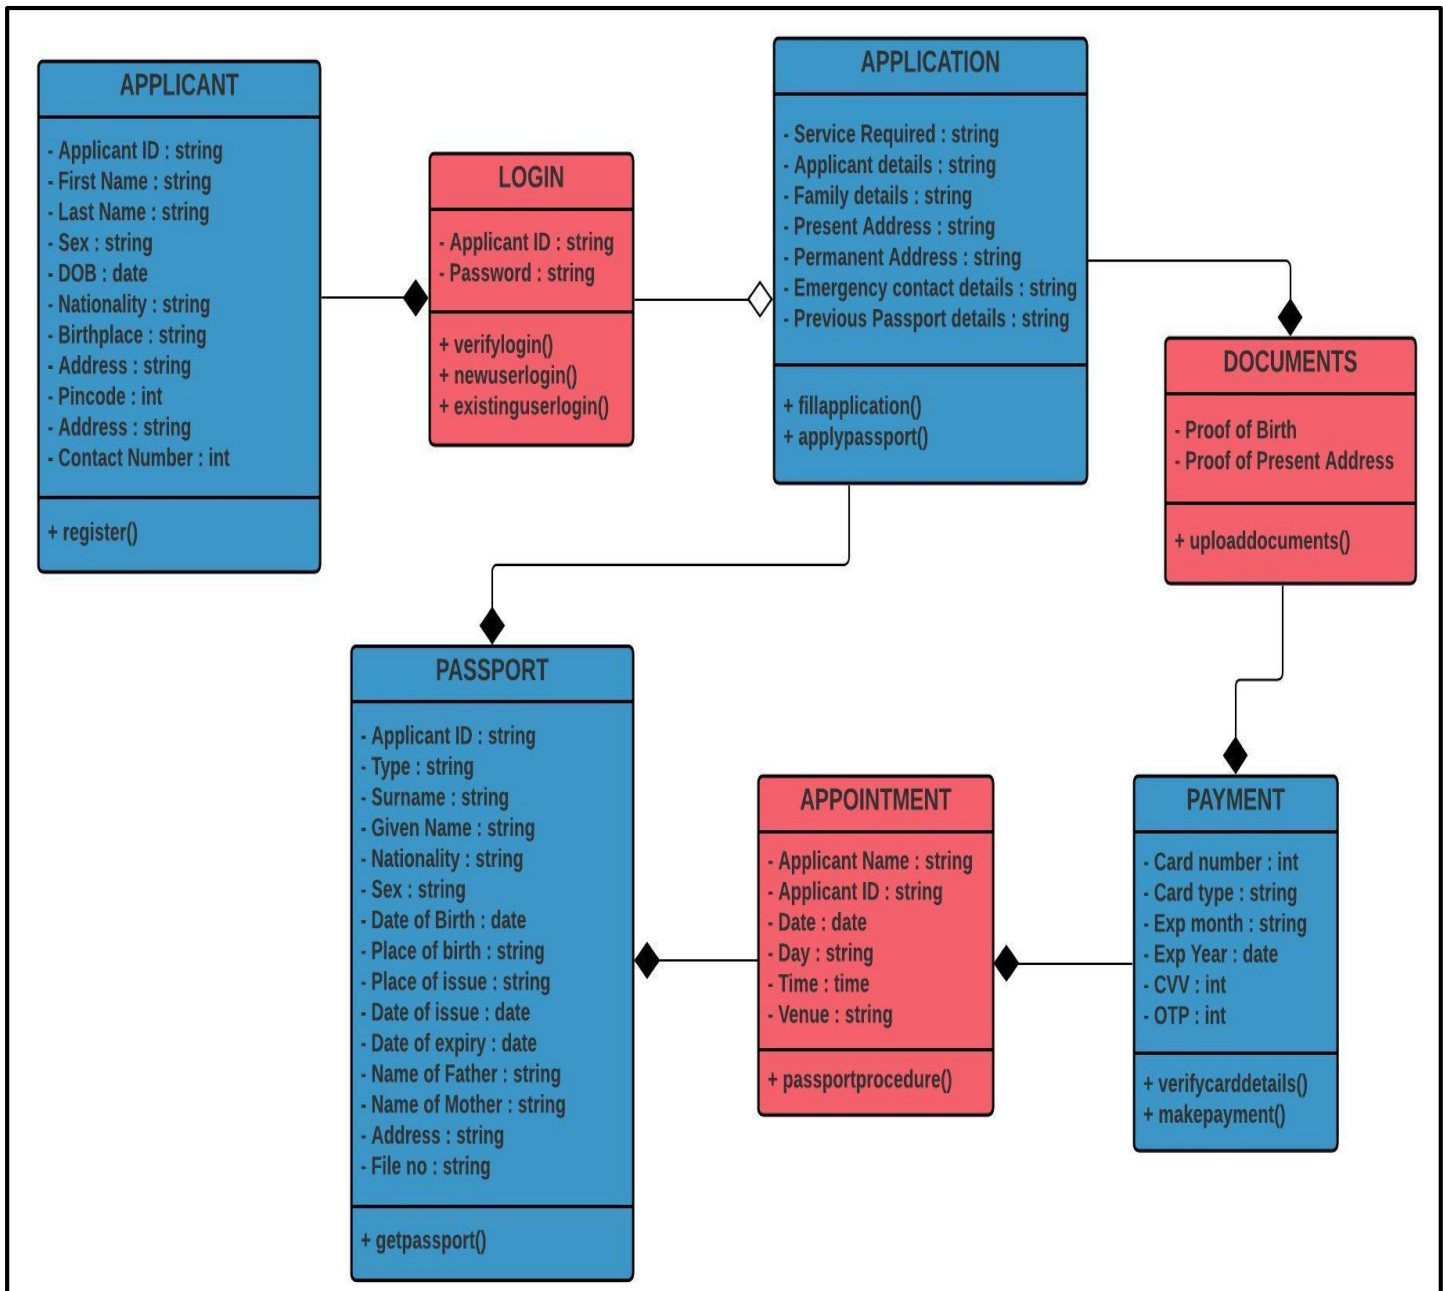 APPLICANT
- Applicant ID : string
- First Name : string
- Last Name : string
- Sex : string
- DOB : date
- Nationality : string
- Birthplace : string
- Address : string
- Pincode : int
- Address : string
- Contact Number : int
+ register()
LOGIN
- Applicant ID : string
- Password : string
+ verifylogin()
+ newuserlogin()
+ existinguserlogin()
APPLICATION
- Service Required : string
- Applicant details : string
- Family details : string
- Present Address : string
- Permanent Address : string
- Emergency contact details : string
- Previous Passport details : string
+ fillapplication()
+ applypassport()
DOCUMENTS
- Proof of Birth
- Proof of Present Address
+ uploaddocuments()
PASSPORT
- Applicant ID : string
- Type : string
- Surname : string
- Given Name : string
- Nationality : string
- Sex : string
- Date of Birth : date
- Place of birth : string
- Place of issue : string
- Date of issue : date
- Date of expiry : date
- Name of Father : string
- Name of Mother : string
- Address : string
- File no : string
+ getpassport()
APPOINTMENT
- Applicant Name : string
- Applicant ID : string
- Date : date
- Day : string
- Time : time
- Venue : string
+ passportprocedure()
PAYMENT
- Card number : int
- Card type : string
- Exp month : string
- Exp Year : date
- CVV : int
- OTP : int
+ verifycarddetails()
+ makepayment()